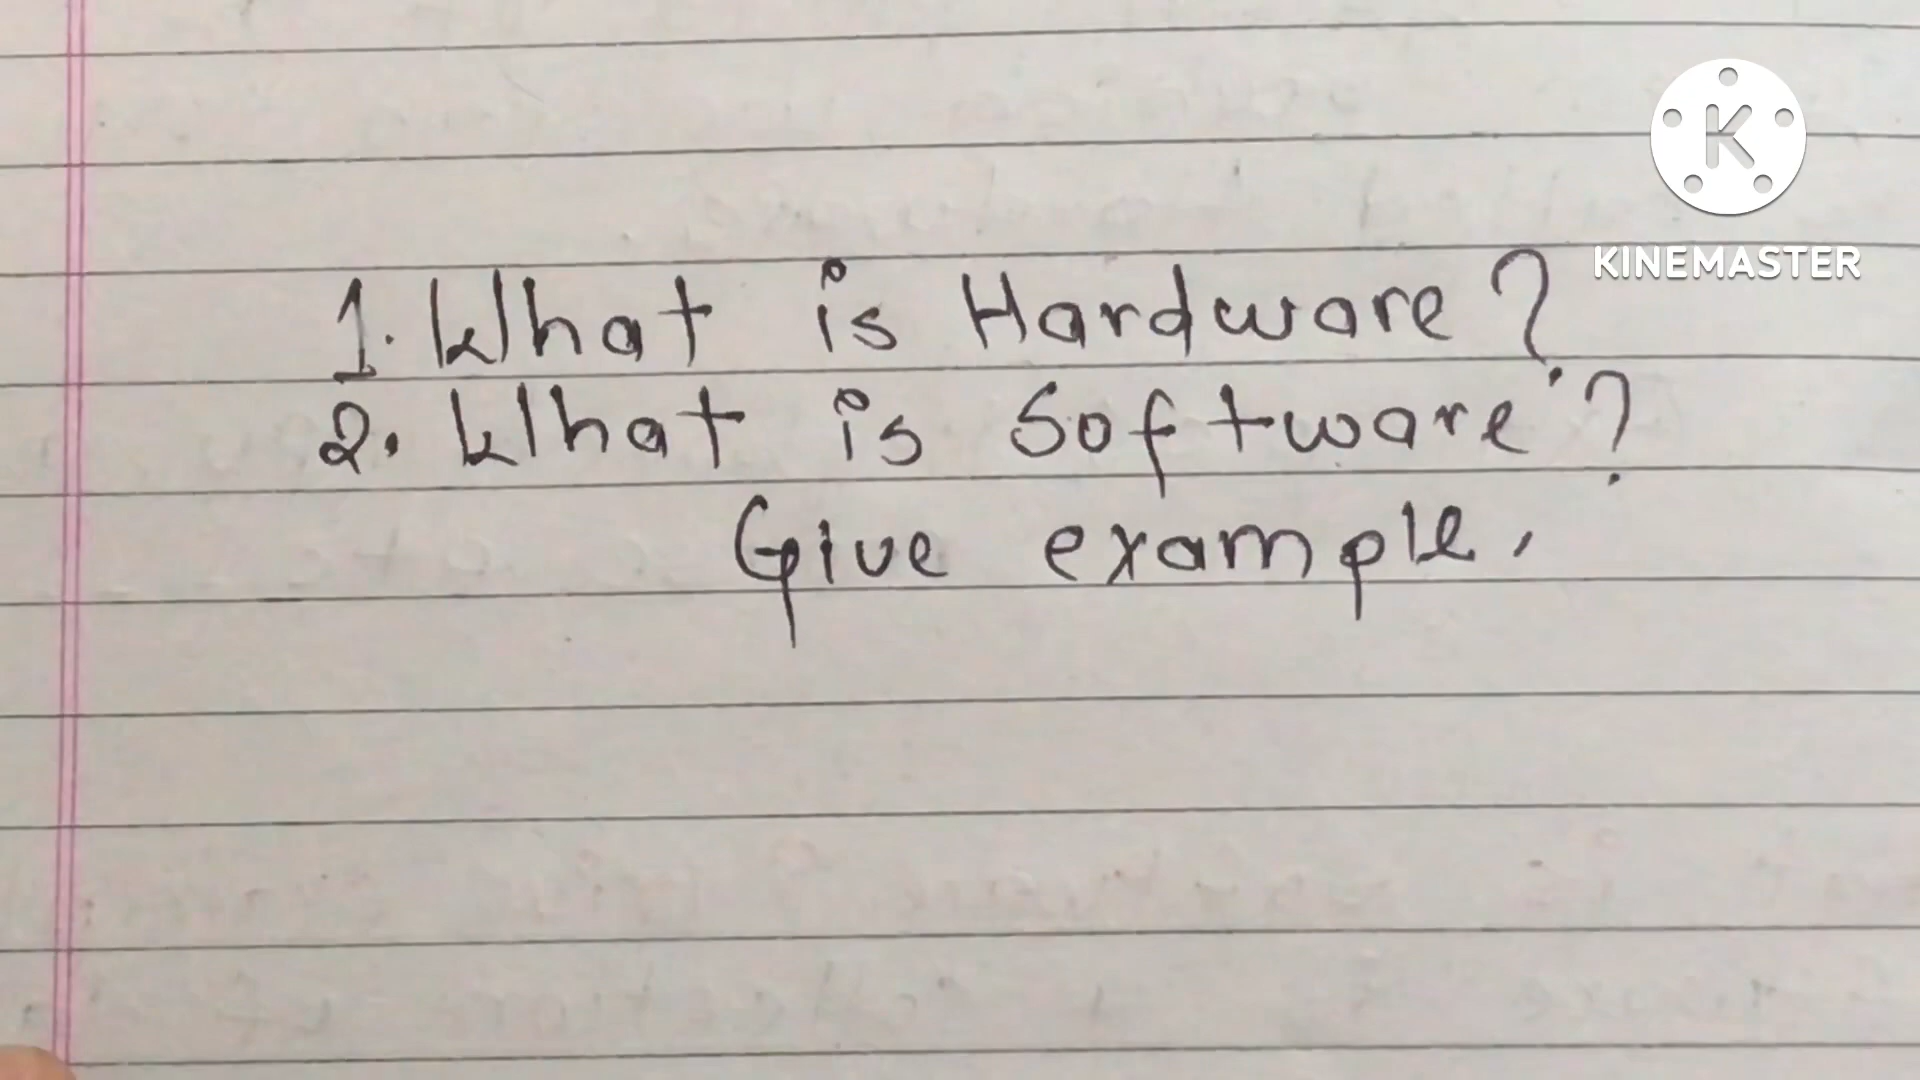 KINEMASTER
1. What is Hardware?
2. What is Software?
Give example.